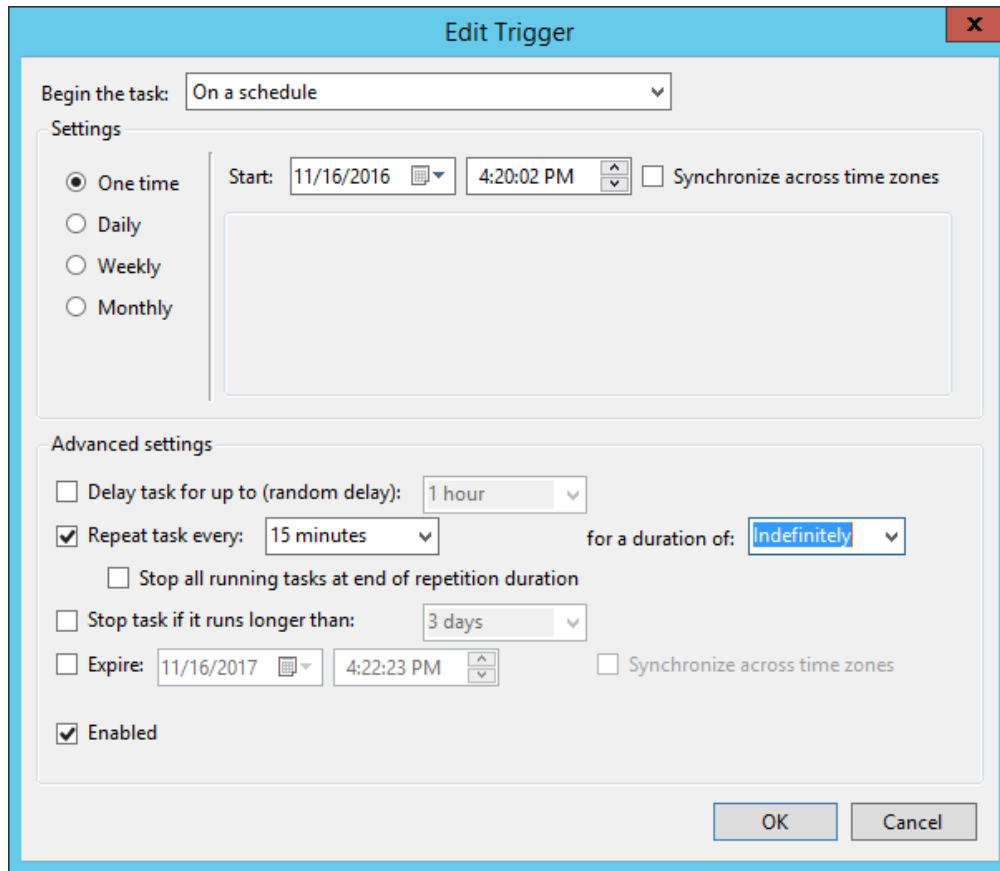 Edit Trigger
x
Begin the task: On a schedule
Settings
One time
Start: 11/16/2016 4:20:02 PM Synchronize across time zones
Daily
Weekly
Monthly
Advanced settings
Delay task for up to (random delay): 1 hour
Repeat task every: 15 minutes for a duration of: Indefinitely
Stop all running tasks at end of repetition duration
Stop task if it runs longer than: 3 days
Expire: 11/16/2017 4:22:23 PM Synchronize across time zones
Enabled
OK Cancel